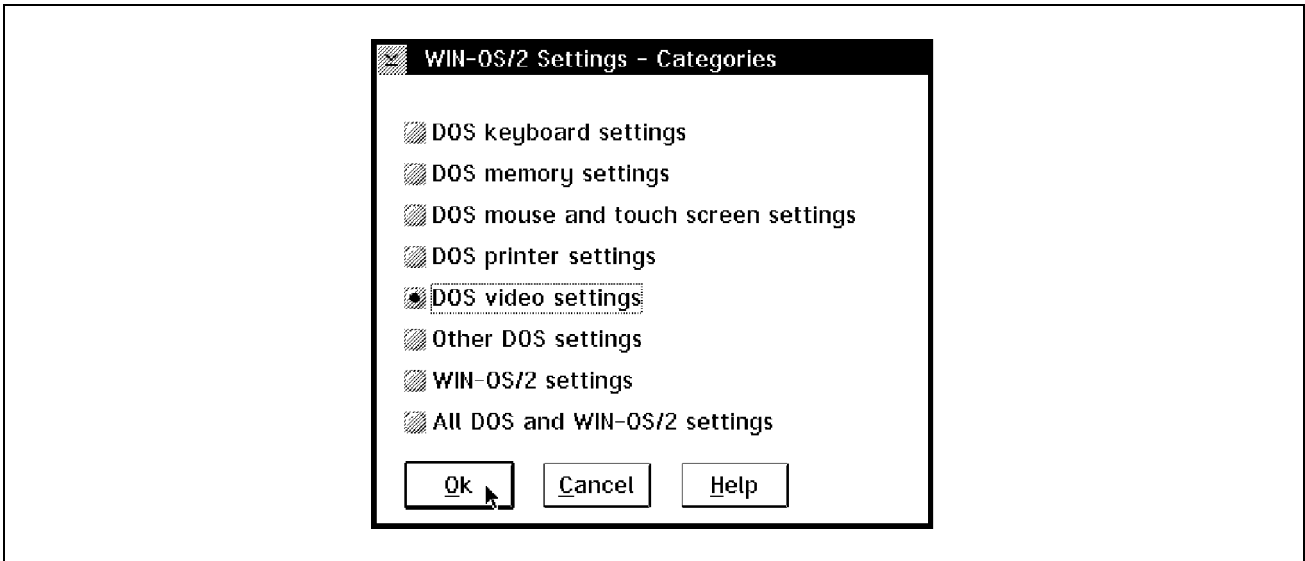 WIN-OS/2 Settings - Categories
DOS keyboard settings
DOS memory settings
DOS mouse and touch screen settings
DOS printer settings
DOS video settings
Other DOS settings
WIN-OS/2 settings
All DOS and WIN-OS/2 settings
Ok Cancel Help